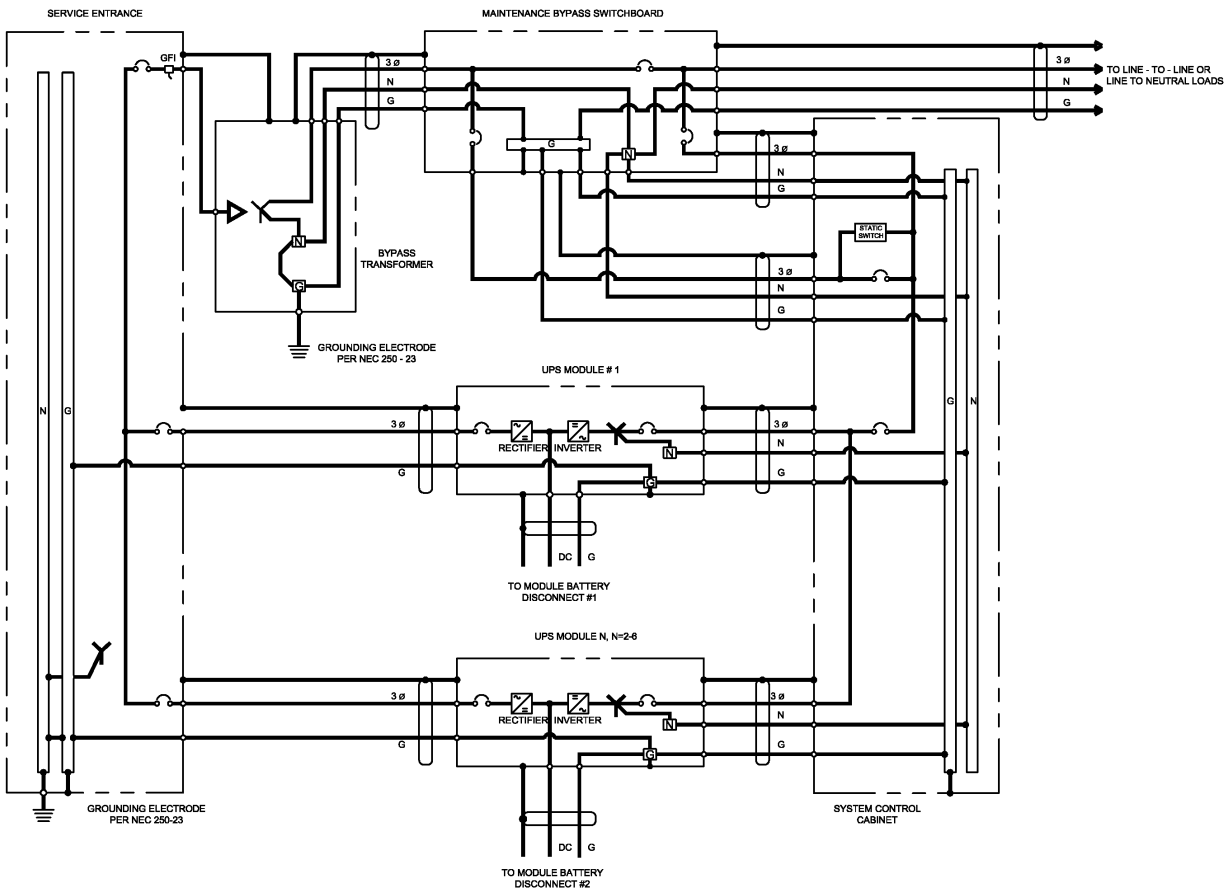 SERVICE ENTRANCE
MAINTENANCE BYPASS SWITCHBOARD
GFI
3 ø
N
G
3 ø
N
G
TO LINE - TO - LINE OR
LINE TO NEUTRAL LOADS
G
N
3 ø
N
G
STATIC
SWITCH
N
G
BYPASS
TRANSFORMER
3 ø
N
G
GROUNDING ELECTRODE
PER NEC 250 - 23
UPS MODULE # 1
N
G
G
N
3 ø
RECTIFIER
INVERTER
N
3 ø
N
G
G
G
DC
G
TO MODULE BATTERY
DISCONNECT #1
UPS MODULE N, N=2-6
3 ø
RECTIFIER
INVERTER
N
3 ø
N
G
G
G
GROUNDING ELECTRODE
PER NEC 250-23
SYSTEM CONTROL
CABINET
DC
G
TO MODULE BATTERY
DISCONNECT #2